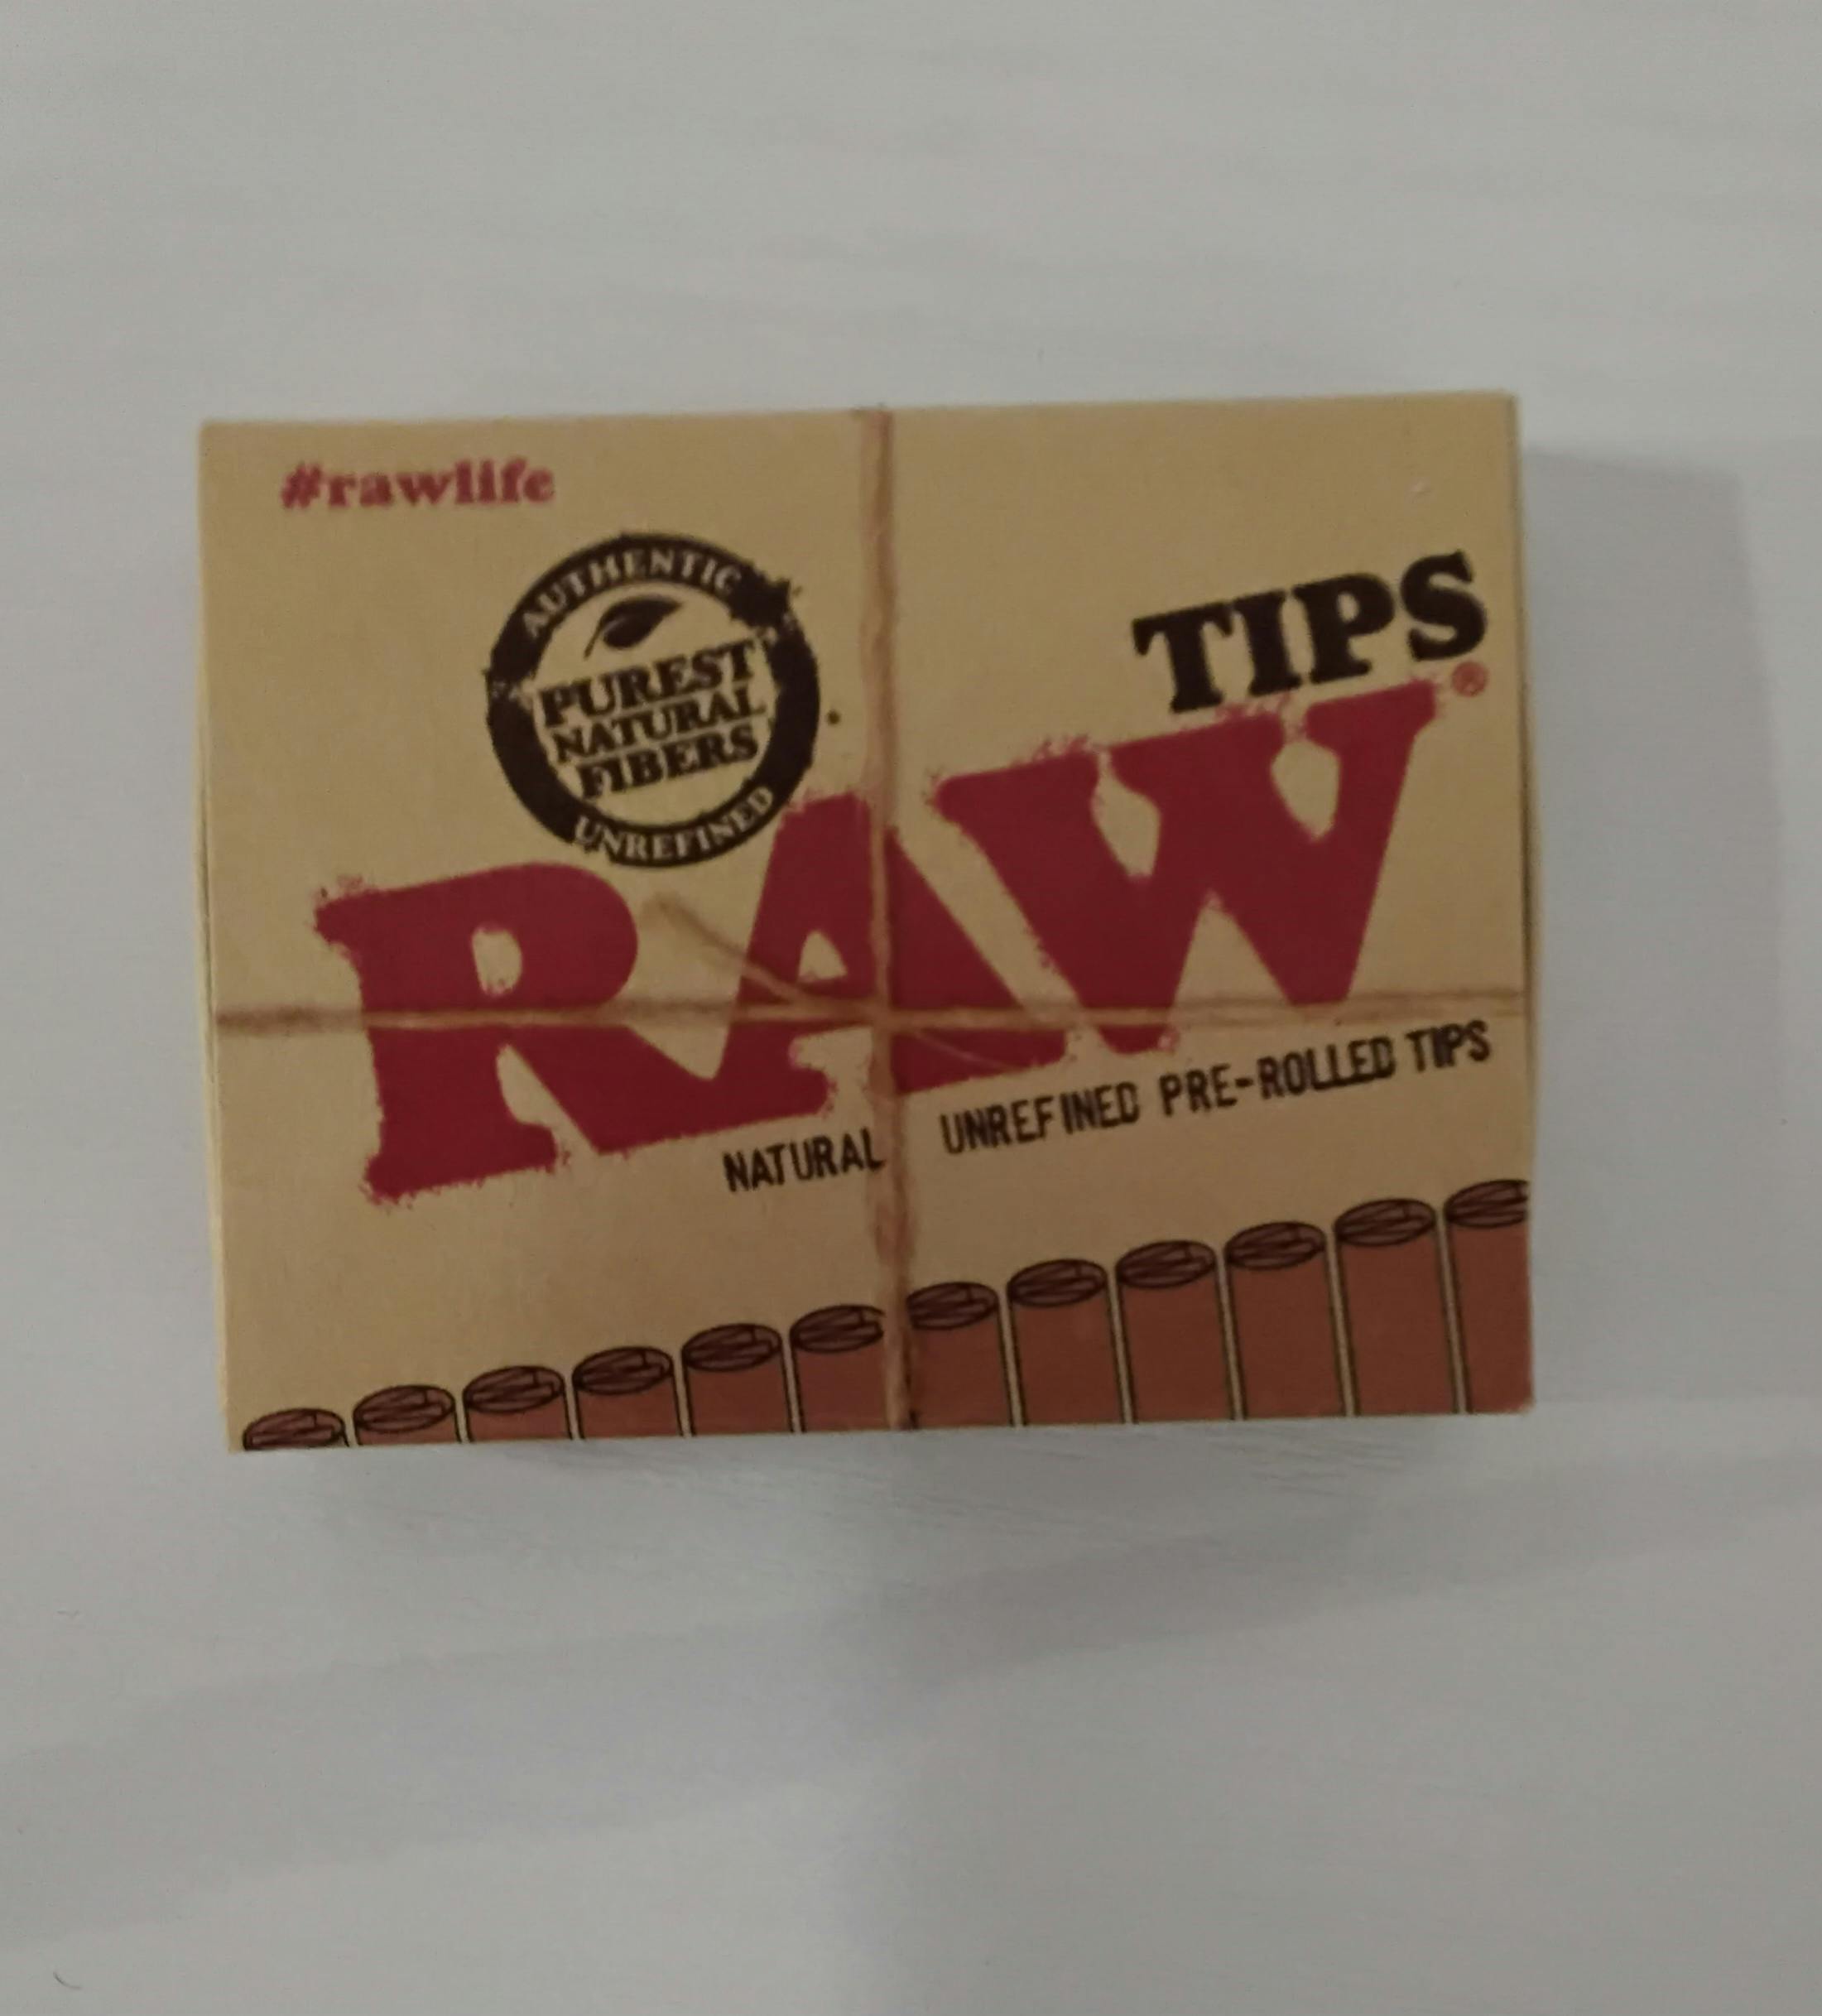 #rawlife
AUTHENTIC
PUREST
NATURAL
FIBERS
UNREFINED
TIPS
RAW®
NATURAL UNREFINED PRE-ROLLED TIPS